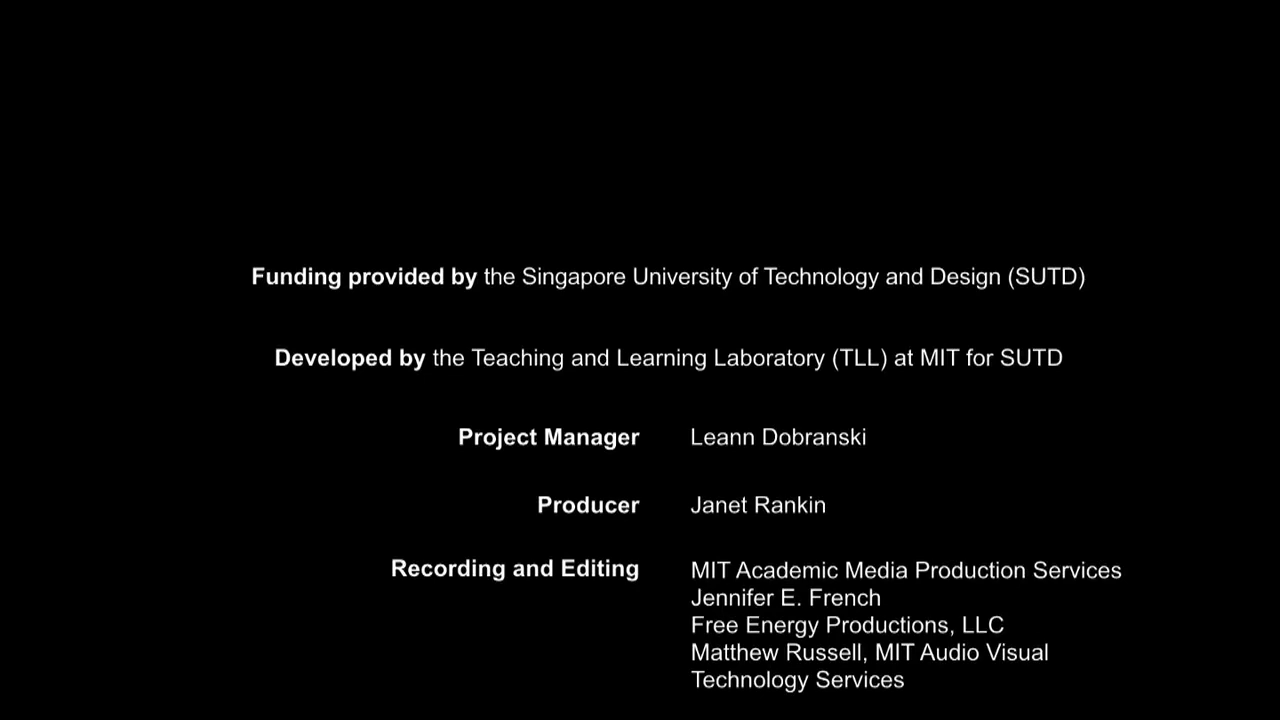 Funding provided by the Singapore University of Technology and Design (SUTD)
Developed by the Teaching and Learning Laboratory (TLL) at MIT for SUTD
Project Manager Leann Dobranski
Producer Janet Rankin
Recording and Editing MIT Academic Media Production Services
Jennifer E. French
Free Energy Productions, LLC
Matthew Russell, MIT Audio Visual
Technology Services